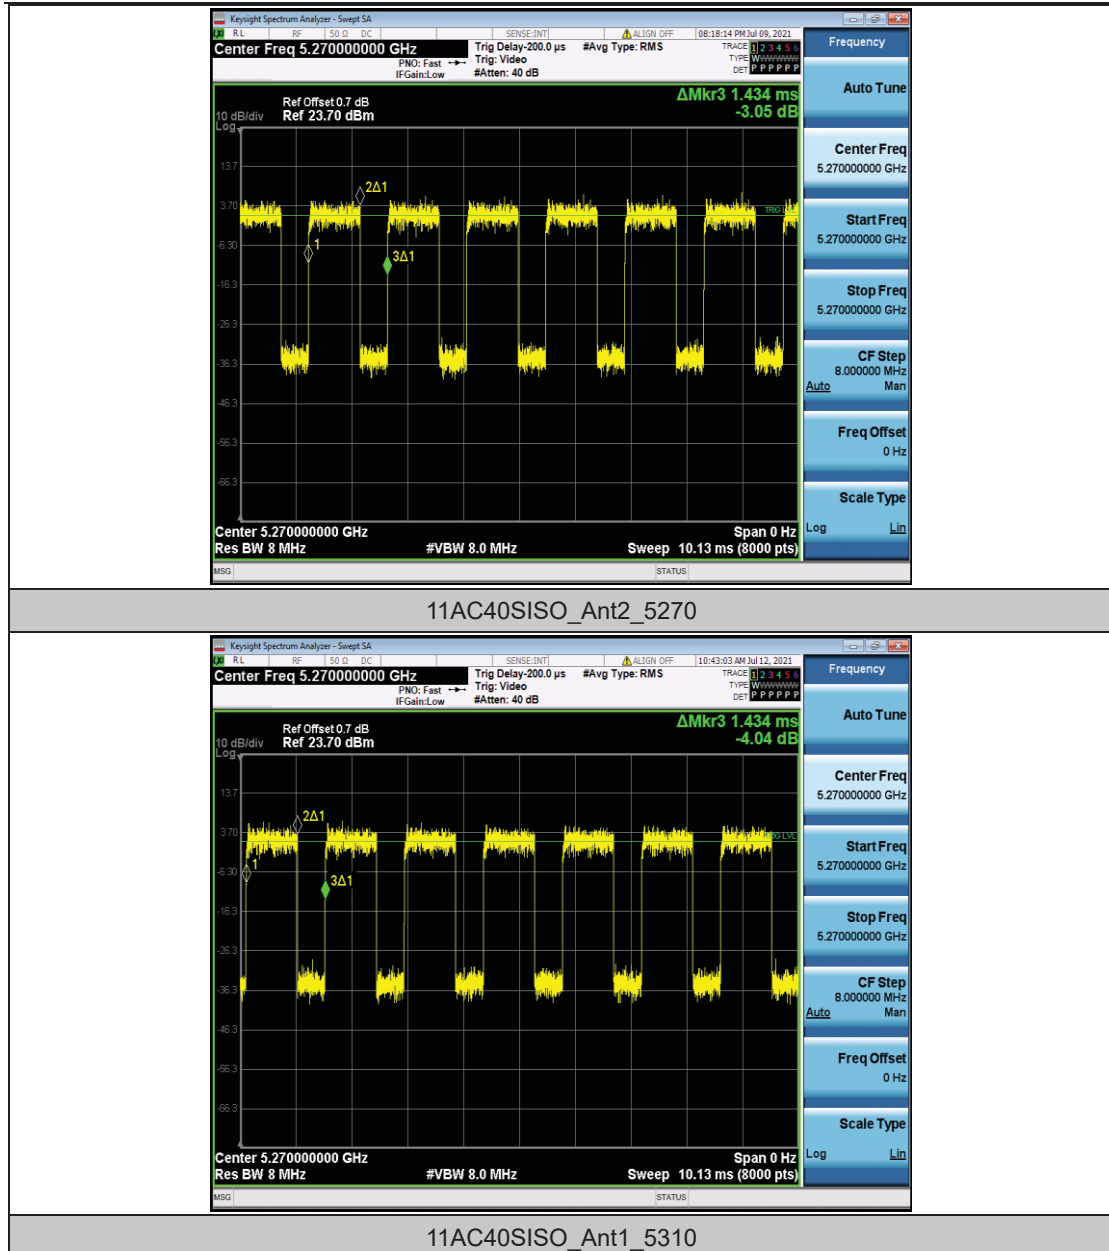 Keysight Spectrum Analyzer - Swept SA
LXI RL RF 50 Ω DC SENSE:INT ALIGN OFF 08:18:14 PM Jul 09, 2021
Center Freq 5.270000000 GHz
Trig Delay-200.0 µs #Avg Type: RMS
TRACE 1 2 3 4 5 6
PNO: Fast Trig: Video
TYPE W
IFGain:Low #Atten: 40 dB
DET P P P P P P
ΔMkr3 1.434 ms
-3.05 dB
Ref Offset 0.7 dB
10 dB/div Ref 23.70 dBm
Log
13.7
3.70
-6.30
-16.3
-26.3
-36.3
-46.3
-56.3
-66.3
2Δ1
1
3Δ1
TRIG LVL
Center 5.270000000 GHz Span 0 Hz
Res BW 8 MHz #VBW 8.0 MHz Sweep 10.13 ms (8000 pts)
MSG STATUS
Frequency
Auto Tune
Center Freq
5.270000000 GHz
Start Freq
5.270000000 GHz
Stop Freq
5.270000000 GHz
CF Step
8.000000 MHz
Auto Man
Freq Offset
0 Hz
Scale Type
Log Lin
11AC40SISO_Ant2_5270
Keysight Spectrum Analyzer - Swept SA
LXI RL RF 50 Ω DC SENSE:INT ALIGN OFF 10:43:03 AM Jul 12, 2021
Center Freq 5.270000000 GHz
Trig Delay-200.0 µs #Avg Type: RMS
TRACE 1 2 3 4 5 6
PNO: Fast Trig: Video
TYPE W
IFGain:Low #Atten: 40 dB
DET P P P P P P
ΔMkr3 1.434 ms
-4.04 dB
Ref Offset 0.7 dB
10 dB/div Ref 23.70 dBm
Log
13.7
3.70
-6.30
-16.3
-26.3
-36.3
-46.3
-56.3
-66.3
2Δ1
1
3Δ1
LVL
Center 5.270000000 GHz Span 0 Hz
Res BW 8 MHz #VBW 8.0 MHz Sweep 10.13 ms (8000 pts)
MSG STATUS
Frequency
Auto Tune
Center Freq
5.270000000 GHz
Start Freq
5.270000000 GHz
Stop Freq
5.270000000 GHz
CF Step
8.000000 MHz
Auto Man
Freq Offset
0 Hz
Scale Type
Log Lin
11AC40SISO_Ant1_5310